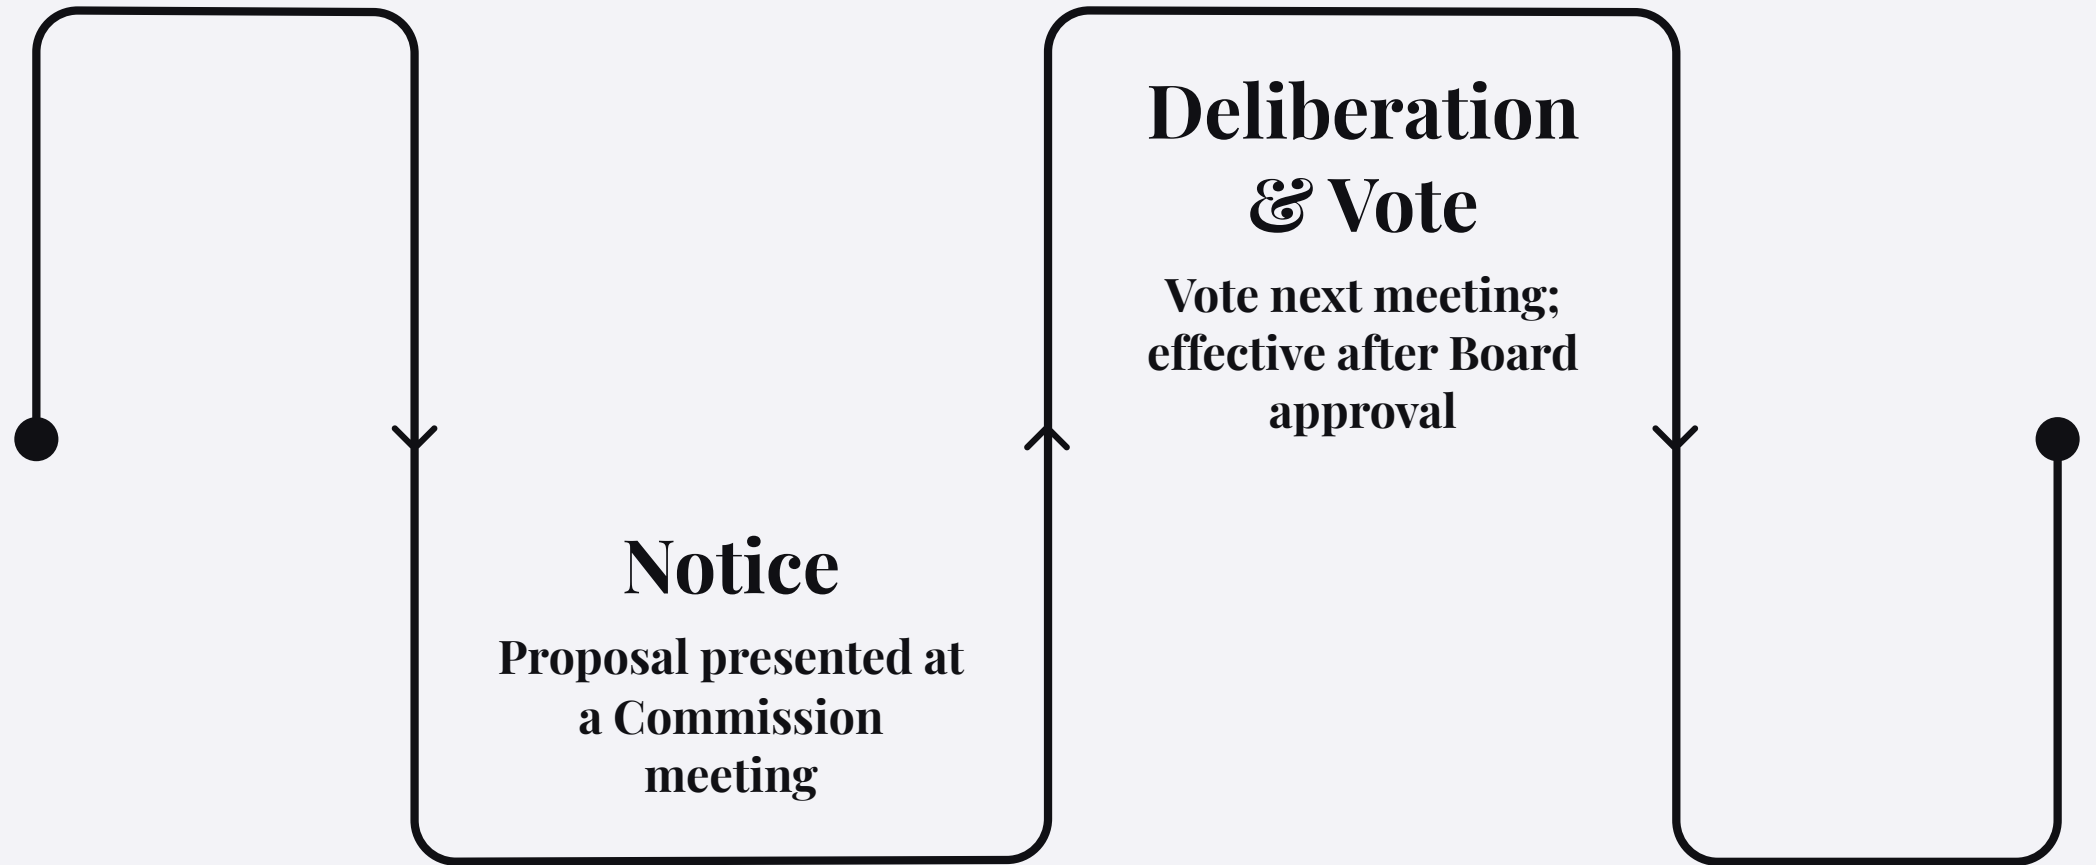 Notice
Proposal presented at
a Commission
meeting
Deliberation
& Vote
Vote next meeting;
effective after Board
approval